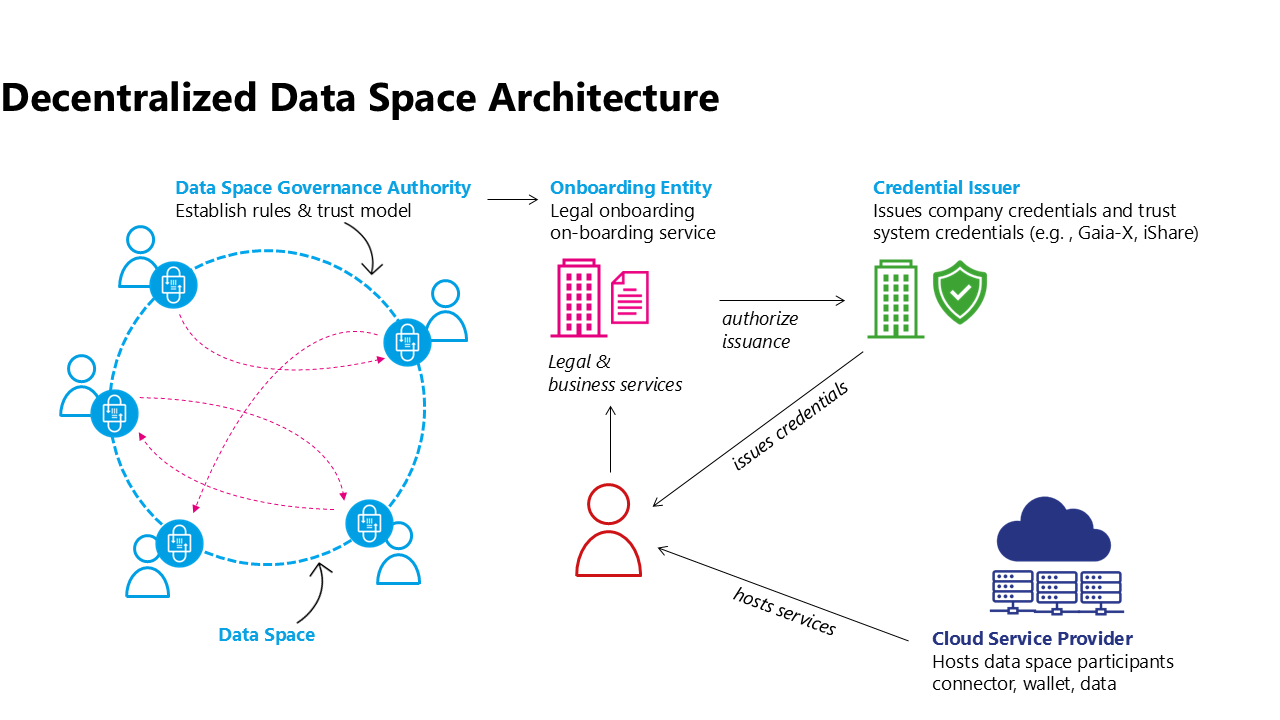 Decentralized Data Space Architecture
Data Space Governance Authority
Establish rules & trust model
Onboarding Entity
Legal onboarding
on-boarding service
Credential Issuer
Issues company credentials and trust
system credentials (e.g. , Gaia-X, iShare)
authorize
issuance
Legal &
business services
issues credentials
hosts services
Data Space
Cloud Service Provider
Hosts data space participants
connector, wallet, data